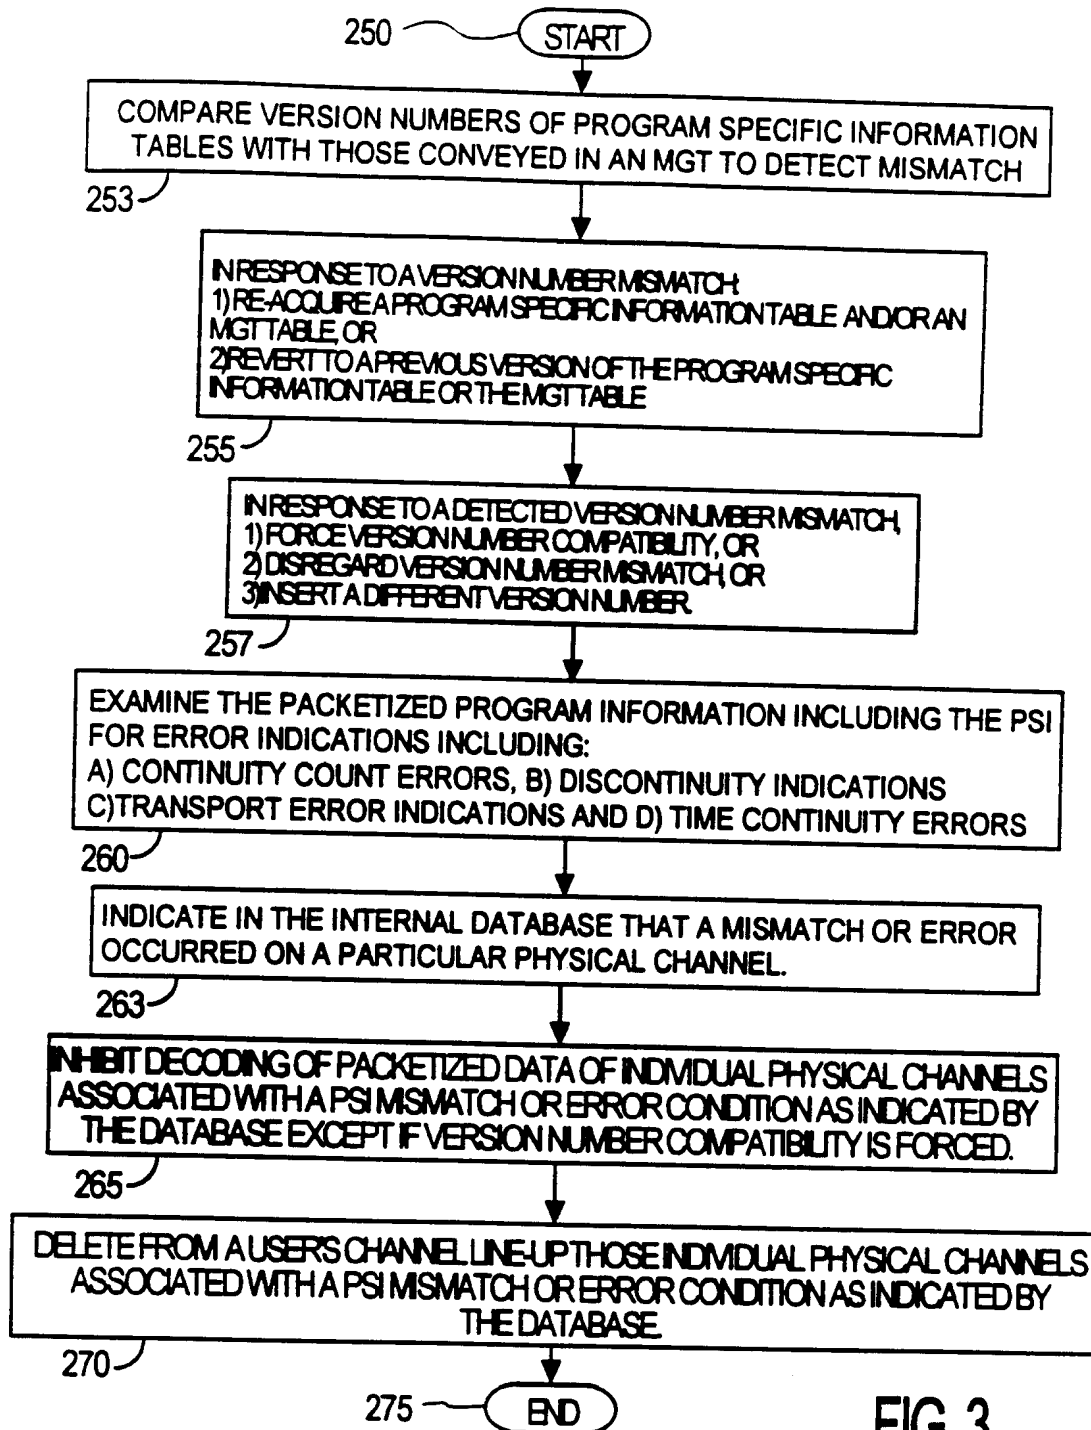 250
START
COMPARE VERSION NUMBERS OF PROGRAM SPECIFIC INFORMATION
TABLES WITH THOSE CONVEYED IN AN MGT TO DETECT MISMATCH
253
IN RESPONSE TO A VERSION NUMBER MISMATCH:
1) RE-ACQUIRE A PROGRAM SPECIFIC INFORMATION TABLE AND/OR AN
MGT TABLE, OR
2) REVERT TO A PREVIOUS VERSION OF THE PROGRAM SPECIFIC
INFORMATION TABLE OR THE MGT TABLE
255
IN RESPONSE TO A DETECTED VERSION NUMBER MISMATCH,
1) FORCE VERSION NUMBER COMPATIBILITY, OR
2) DISREGARD VERSION NUMBER MISMATCH, OR
3) INSERT A DIFFERENT VERSION NUMBER.
257
EXAMINE THE PACKETIZED PROGRAM INFORMATION INCLUDING THE PSI
FOR ERROR INDICATIONS INCLUDING:
A) CONTINUITY COUNT ERRORS, B) DISCONTINUITY INDICATIONS
C)TRANSPORT ERROR INDICATIONS AND D) TIME CONTINUITY ERRORS
260
INDICATE IN THE INTERNAL DATABASE THAT A MISMATCH OR ERROR
OCCURRED ON A PARTICULAR PHYSICAL CHANNEL.
263
INHIBIT DECODING OF PACKETIZED DATA OF INDIVIDUAL PHYSICAL CHANNELS
ASSOCIATED WITH A PSI MISMATCH OR ERROR CONDITION AS INDICATED BY
THE DATABASE EXCEPT IF VERSION NUMBER COMPATIBILITY IS FORCED.
265
DELETE FROM A USER'S CHANNEL LINE-UP THOSE INDIVIDUAL PHYSICAL CHANNELS
ASSOCIATED WITH A PSI MISMATCH OR ERROR CONDITION AS INDICATED BY
THE DATABASE.
270
275
END
FIG. 3